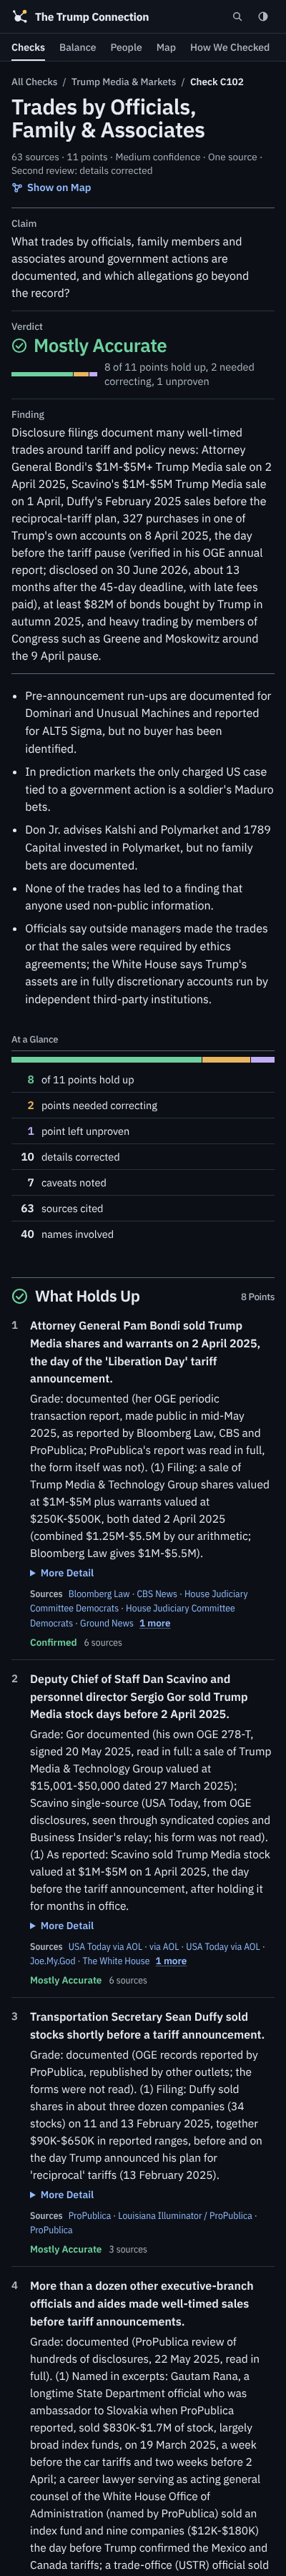 The Trump Connection
Checks Balance People Map How We Checked
All Checks / Trump Media & Markets / Check C102
Trades by Officials,
Family & Associates
63 sources · 11 points · Medium confidence · One source ·
Second review: details corrected
Show on Map
Claim
What trades by officials, family members and
associates around government actions are
documented, and which allegations go beyond
the record?
Verdict
Mostly Accurate
8 of 11 points hold up, 2 needed
correcting, 1 unproven
Finding
Disclosure filings document many well-timed
trades around tariff and policy news: Attorney
General Bondi's $1M-$5M+ Trump Media sale on 2
April 2025, Scavino's $1M-$5M Trump Media sale
on 1 April, Duffy's February 2025 sales before the
reciprocal-tariff plan, 327 purchases in one of
Trump's own accounts on 8 April 2025, the day
before the tariff pause (verified in his OGE annual
report; disclosed on 30 June 2026, about 13
months after the 45-day deadline, with late fees
paid), at least $82M of bonds bought by Trump in
autumn 2025, and heavy trading by members of
Congress such as Greene and Moskowitz around
the 9 April pause.
• Pre-announcement run-ups are documented for
Dominari and Unusual Machines and reported
for ALT5 Sigma, but no buyer has been
identified.
• In prediction markets the only charged US case
tied to a government action is a soldier's Maduro
bets.
• Don Jr. advises Kalshi and Polymarket and 1789
Capital invested in Polymarket, but no family
bets are documented.
• None of the trades has led to a finding that
anyone used non-public information.
• Officials say outside managers made the trades
or that the sales were required by ethics
agreements; the White House says Trump's
assets are in fully discretionary accounts run by
independent third-party institutions.
At a Glance
8 of 11 points hold up
2 points needed correcting
1 point left unproven
10 details corrected
7 caveats noted
63 sources cited
40 names involved
What Holds Up 8 Points
1 Attorney General Pam Bondi sold Trump
Media shares and warrants on 2 April 2025,
the day of the 'Liberation Day' tariff
announcement.
Grade: documented (her OGE periodic
transaction report, made public in mid-May
2025, as reported by Bloomberg Law, CBS and
ProPublica; ProPublica's report was read in full,
the form itself was not). (1) Filing: a sale of
Trump Media & Technology Group shares valued
at $1M-$5M plus warrants valued at
$250K-$500K, both dated 2 April 2025
(combined $1.25M-$5.5M by our arithmetic;
Bloomberg Law gives $1M-$5.5M).
▶ More Detail
Sources Bloomberg Law · CBS News · House Judiciary
Committee Democrats · House Judiciary Committee
Democrats · Ground News 1 more
Confirmed 6 sources
2 Deputy Chief of Staff Dan Scavino and
personnel director Sergio Gor sold Trump
Media stock days before 2 April 2025.
Grade: Gor documented (his own OGE 278-T,
signed 20 May 2025, read in full: a sale of Trump
Media & Technology Group valued at
$15,001-$50,000 dated 27 March 2025);
Scavino single-source (USA Today, from OGE
disclosures, seen through syndicated copies and
Business Insider's relay; his form was not read).
(1) As reported: Scavino sold Trump Media stock
valued at $1M-$5M on 1 April 2025, the day
before the tariff announcement, after holding it
for months in office.
▶ More Detail
Sources USA Today via AOL · via AOL · USA Today via AOL ·
Joe.My.God · The White House 1 more
Mostly Accurate 6 sources
3 Transportation Secretary Sean Duffy sold
stocks shortly before a tariff announcement.
Grade: documented (OGE records reported by
ProPublica, republished by other outlets; the
forms were not read). (1) Filing: Duffy sold
shares in about three dozen companies (34
stocks) on 11 and 13 February 2025, together
$90K-$650K in reported ranges, before and on
the day Trump announced his plan for
'reciprocal' tariffs (13 February 2025).
▶ More Detail
Sources ProPublica · Louisiana Illuminator / ProPublica ·
ProPublica
Mostly Accurate 3 sources
4 More than a dozen other executive-branch
officials and aides made well-timed sales
before tariff announcements.
Grade: documented (ProPublica review of
hundreds of disclosures, 22 May 2025, read in
full). (1) Named in excerpts: Gautam Rana, a
longtime State Department official who was
ambassador to Slovakia when ProPublica
reported, sold $830K-$1.7M of stock, largely
broad index funds, on 19 March 2025, a week
before the car tariffs and two weeks before 2
April; a career lawyer serving as acting general
counsel of the White House Office of
Administration (named by ProPublica) sold an
index fund and nine companies ($12K-$180K)
the day before Trump confirmed the Mexico and
Canada tariffs; a trade-office (USTR) official sold